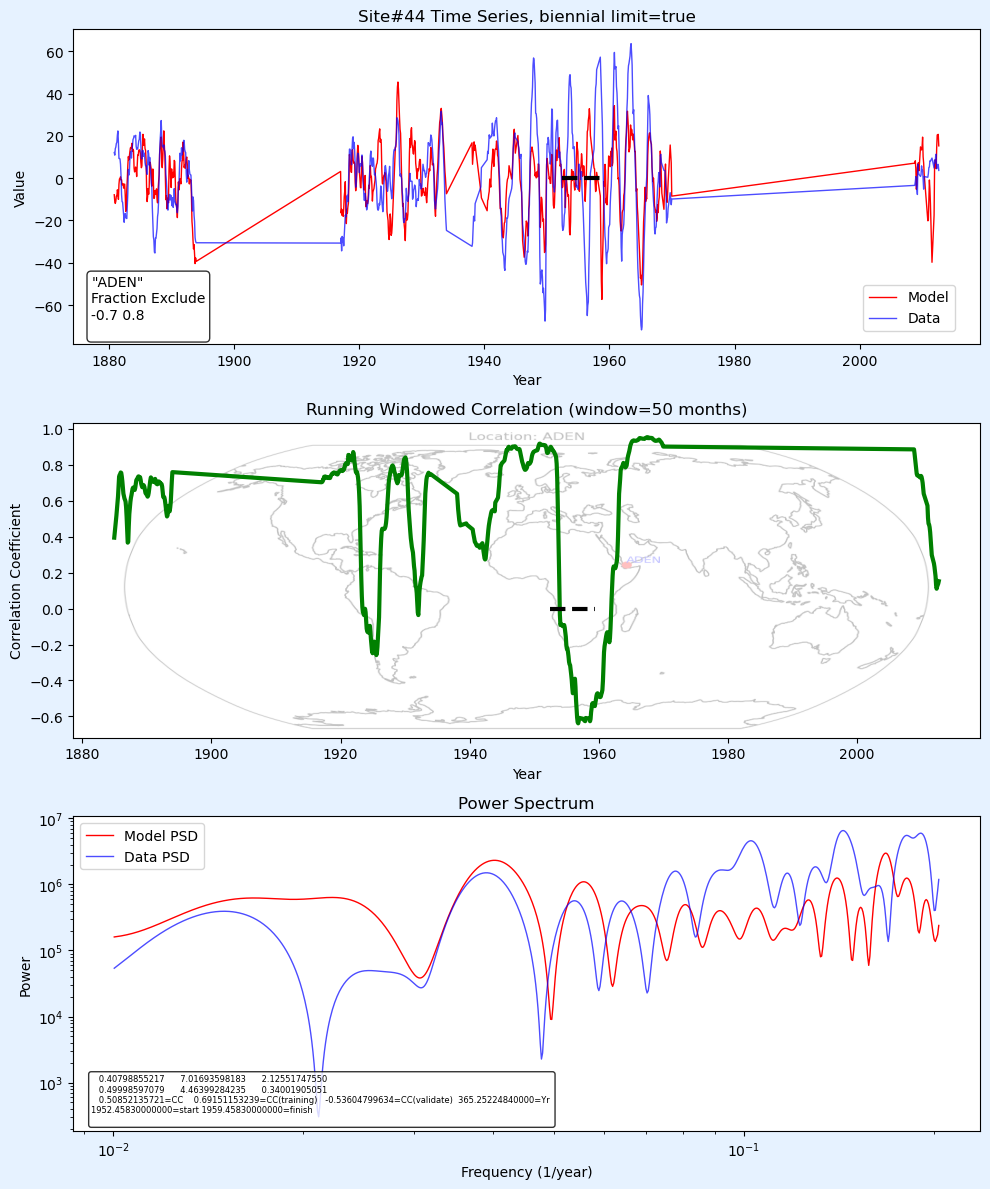 Site#44 Time Series, biennial limit=true
Value
60
40
20
0
−20
−40
−60
"ADEN"
Fraction Exclude
-0.7 0.8
Model
Data
1880 1900 1920 1940 1960 1980 2000
Year
Running Windowed Correlation (window=50 months)
Correlation Coefficient
1.0
0.8
0.6
0.4
0.2
0.0
−0.2
−0.4
−0.6
Location: ADEN
ADEN
1880 1900 1920 1940 1960 1980 2000
Year
Power Spectrum
Power
10⁷
10⁶
10⁵
10⁴
10³
Model PSD
Data PSD
0.40798855217 7.01693598183 2.12551747550
0.49998597079 4.46399284235 0.34001905051
0.50852135721=CC 0.69151153239=CC(training) -0.53604799634=CC(validate) 365.25224840000=Yr
1952.45830000000=start 1959.45830000000=finish
10⁻² 10⁻¹
Frequency (1/year)